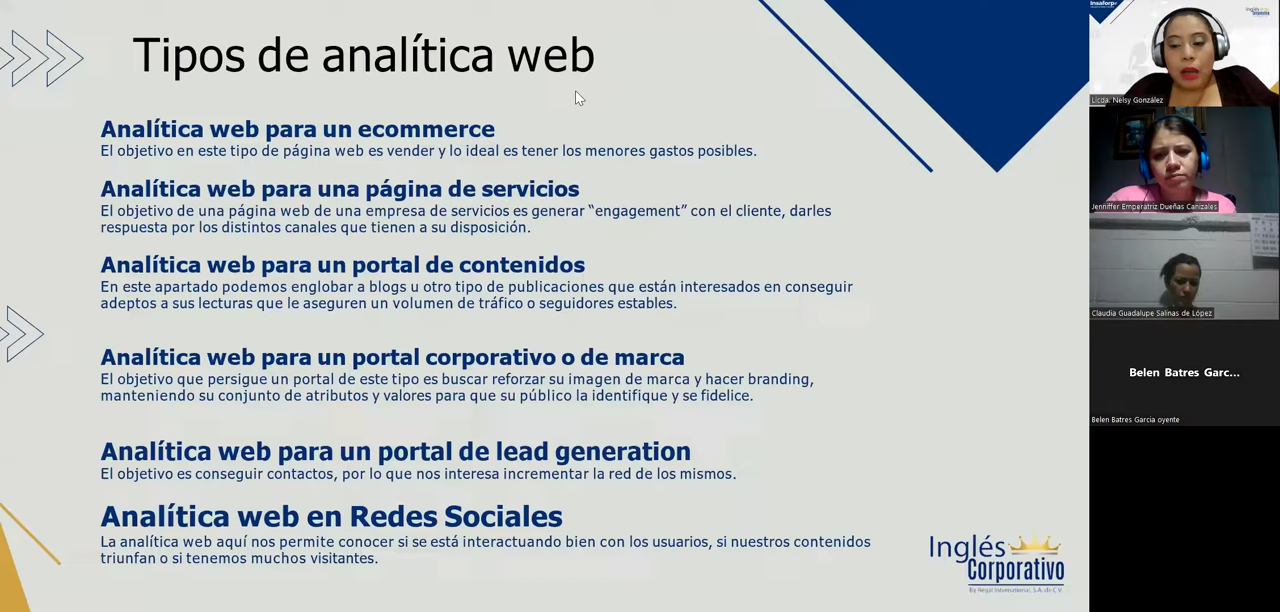 Tipos de analítica web
Analítica web para un ecommerce
El objetivo en este tipo de página web es vender y lo ideal es tener los menores gastos posibles.
Analítica web para una página de servicios
El objetivo de una página web de una empresa de servicios es generar “engagement” con el cliente, darles
respuesta por los distintos canales que tienen a su disposición.
Analítica web para un portal de contenidos
En este apartado podemos englobar a blogs u otro tipo de publicaciones que están interesados en conseguir
adeptos a sus lecturas que le aseguren un volumen de tráfico o seguidores estables.
Analítica web para un portal corporativo o de marca
El objetivo que persigue un portal de este tipo es buscar reforzar su imagen de marca y hacer branding,
manteniendo su conjunto de atributos y valores para que su público la identifique y se fidelice.
Analítica web para un portal de lead generation
El objetivo es conseguir contactos, por lo que nos interesa incrementar la red de los mismos.
Analítica web en Redes Sociales
La analítica web aquí nos permite conocer si se está interactuando bien con los usuarios, si nuestros contenidos
triunfan o si tenemos muchos visitantes.
Inglés
Corporativo
by Regal International, S.A. de C.V.
Insaforp
Inglés
Licda. Nelsy González
Jenniffer Emperatriz Dueñas Canizales
Claudia Guadalupe Salinas de López
Belen Batres Garc...
Belen Batres Garcia oyente